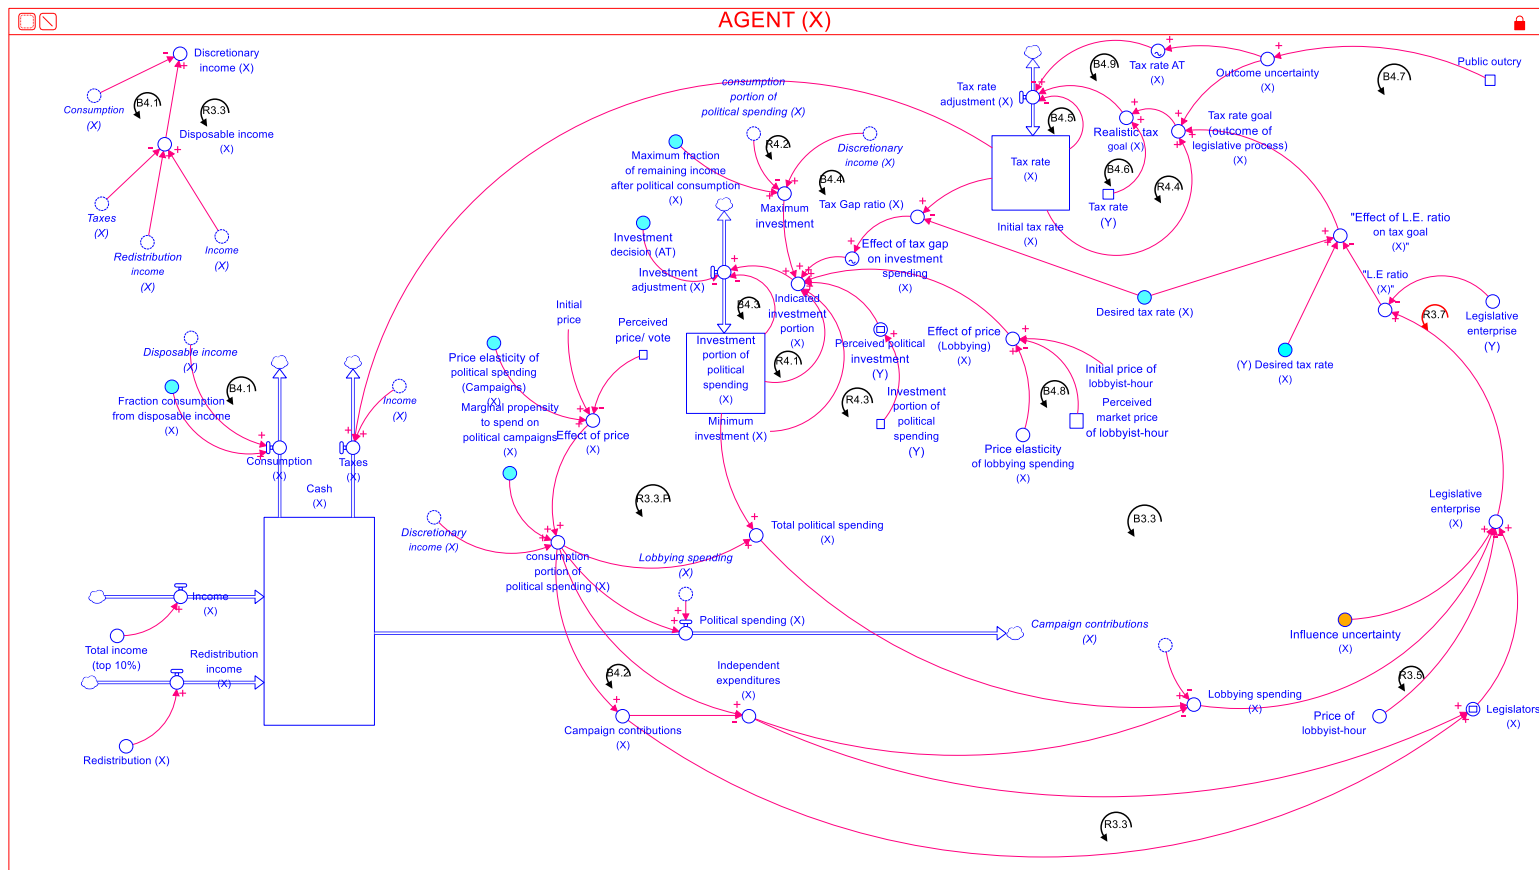 AGENT (X)
Discretionary
income (X)
Consumption
(X)
B4.1
R3.3
Disposable income
(X)
Taxes
(X)
Redistribution
income
(X)
Income
(X)
consumption
portion of
political spending (X)
R4.2
Discretionary
income (X)
Maximum fraction
of remaining income
after political consumption
(X)
B4.4
Maximum
investment
Tax Gap ratio (X)
Investment
decision (AT)
Investment
adjustment (X)
Effect of tax gap
on investment
spending
(X)
Tax rate
adjustment (X)
B4.9
Tax rate AT
(X)
Outcome uncertainty
(X)
B4.7
Public outcry
B4.5
Realistic tax
goal (X)
Tax rate goal
(outcome of
legislative process)
(X)
Tax rate
(X)
B4.6
R4.4
Tax rate
(Y)
Initial tax rate
(X)
"Effect of L.E. ratio
on tax goal
(X)"
"L.E ratio
(X)"
Desired tax rate (X)
R3.7
Legislative
enterprise
(Y)
(Y) Desired tax rate
(X)
Initial
price
Perceived
price/ vote
B4.3
Indicated
investment
portion
(X)
Investment
portion of
political
spending
(X)
R4.1
Perceived political
investment
(Y)
Effect of price
(Lobbying)
(X)
Initial price of
lobbyist-hour
B4.8
Perceived
market price
of lobbyist-hour
R4.3
Investment
portion of
political
spending
(Y)
Minimum
investment (X)
Price elasticity
of lobbying spending
(X)
Disposable income
(X)
B4.1
Fraction consumption
from disposable income
(X)
Income
(X)
Price elasticity of
political spending
(Campaigns)
(X)
Marginal propensity
to spend on
political campaigns
(X)
Effect of price
(X)
Consumption
(X)
Taxes
(X)
Cash
(X)
Discretionary
income (X)
R3.3.P
Total political spending
(X)
B3.3
Legislative
enterprise
(X)
consumption
portion of
political spending (X)
Lobbying spending
(X)
Income
(X)
Total income
(top 10%)
Redistribution
income
(X)
Redistribution (X)
Political spending (X)
Campaign contributions
(X)
Influence uncertainty
(X)
B4.2
Independent
expenditures
(X)
Campaign contributions
(X)
Lobbying spending
(X)
R3.5
Price of
lobbyist-hour
Legislators
(X)
R3.3